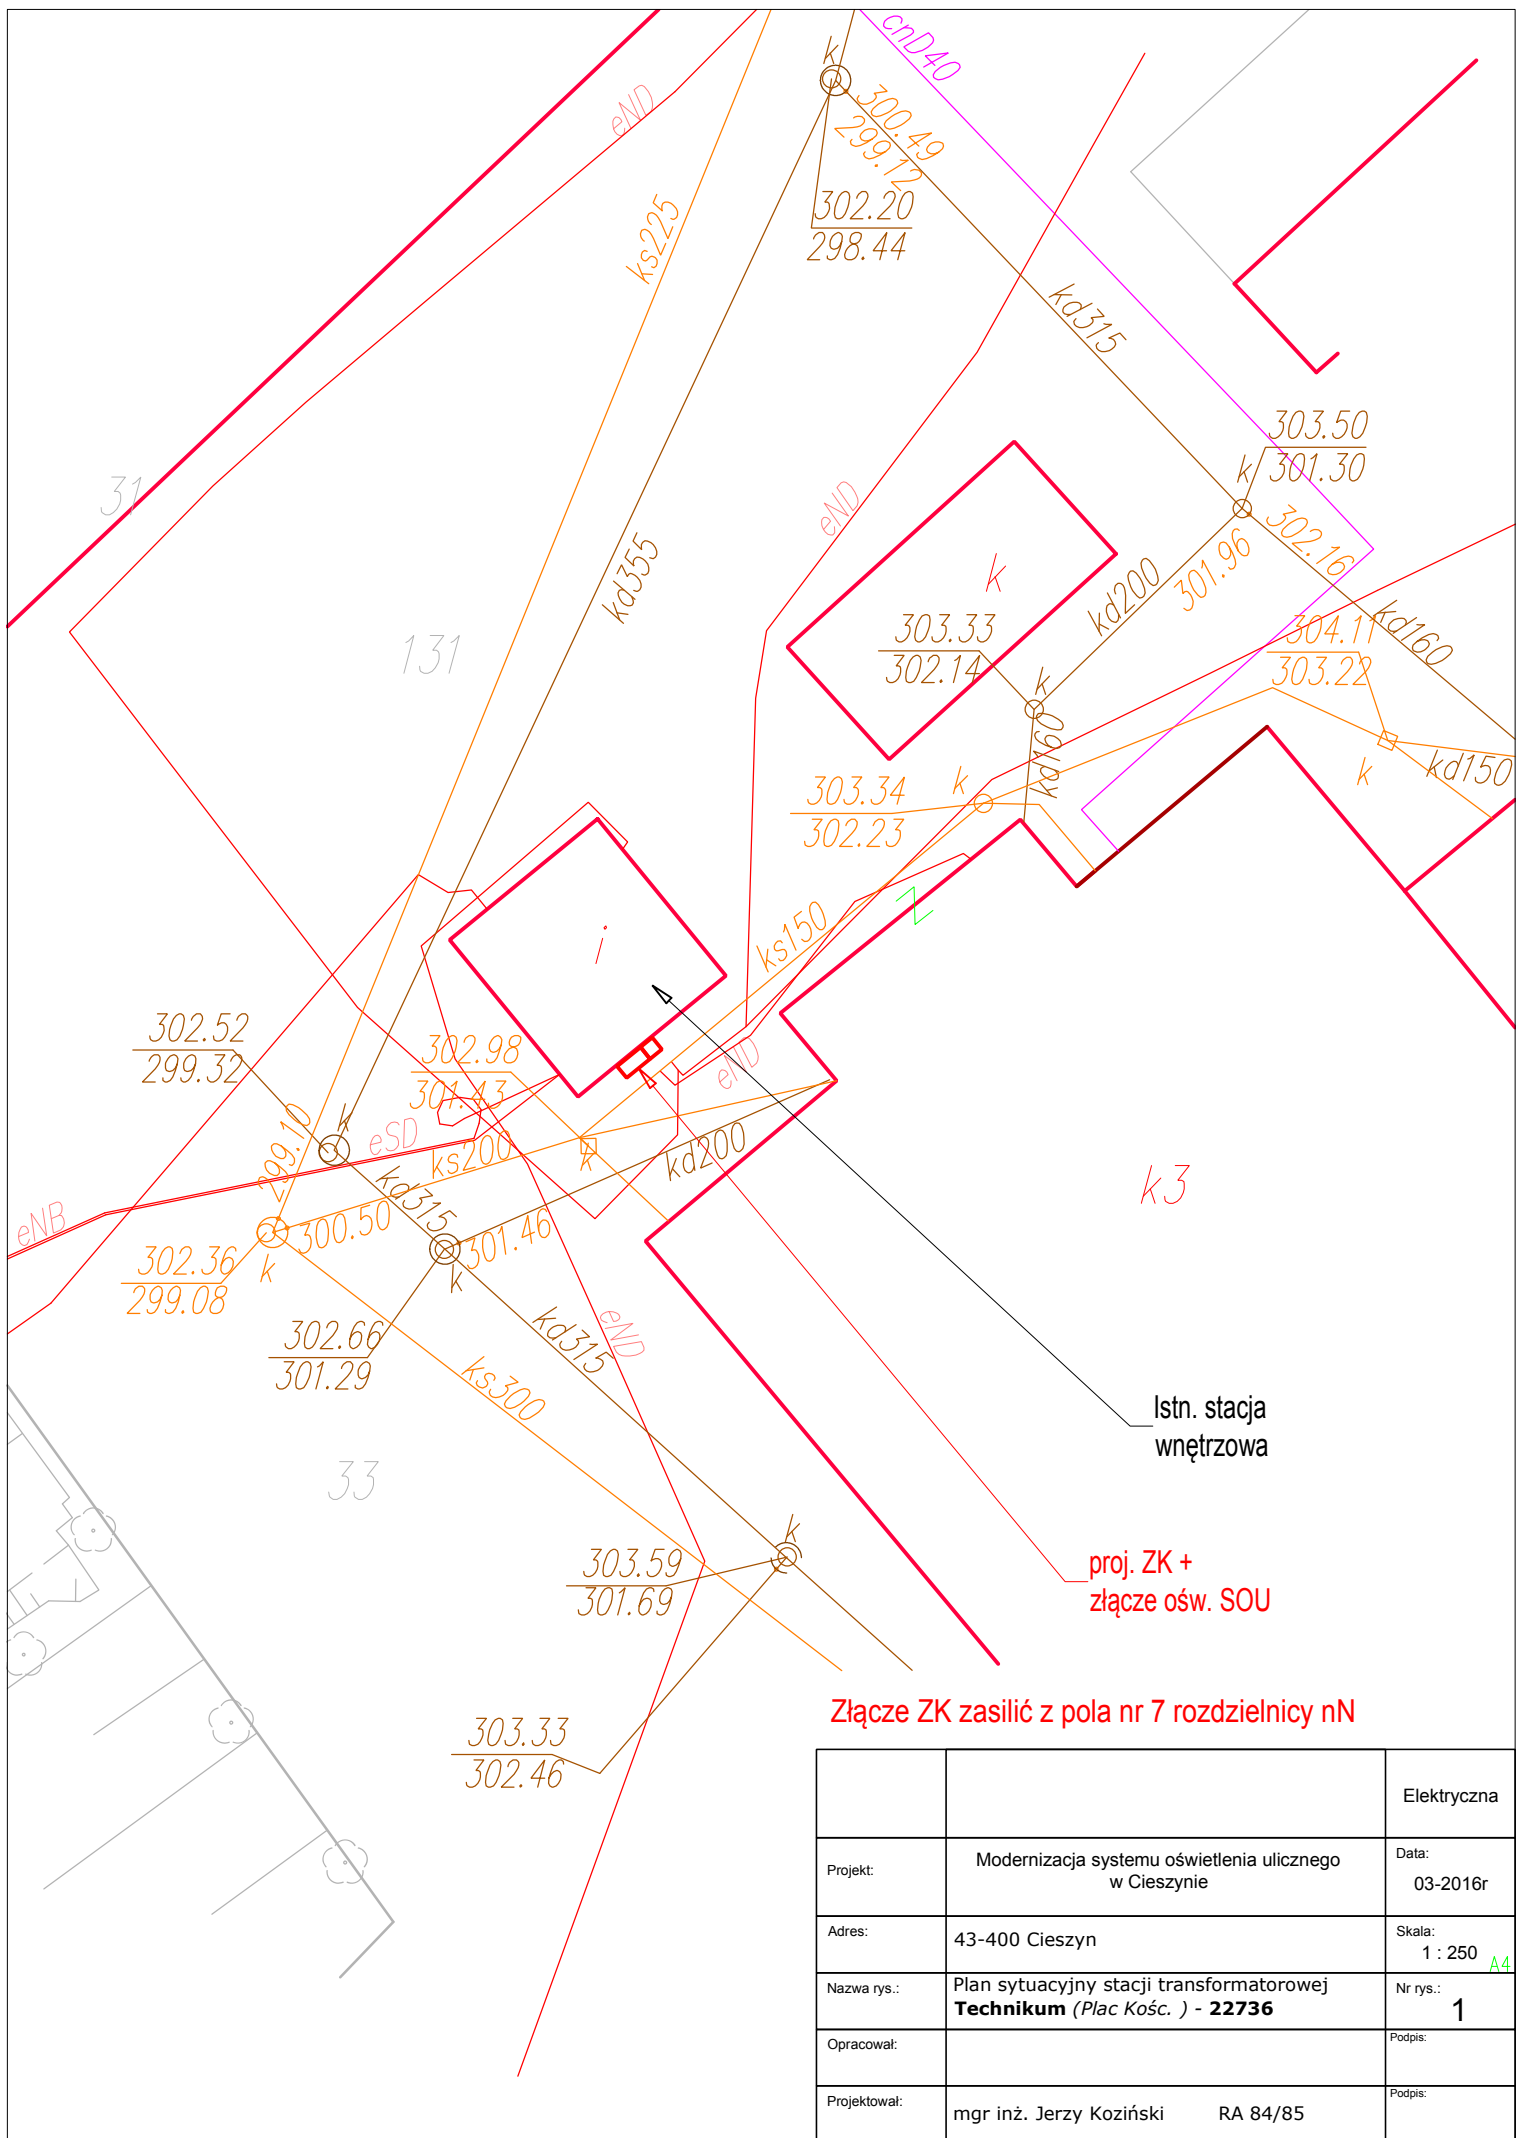 cnD40
k
eND
300.49
299.12
302.20
298.44
ks225
kd315
303.50
301.30
k
31
eND
302.16
301.96
kd355
k
kd200
303.33
302.14
304.11
303.22
kd160
131
k
kd160
303.34
302.23
k
k
kd150
i
ks150
302.52
299.32
302.98
301.43
eND
299.10
k
eSD
ks200
k
kd200
k3
kd315
eNB
300.50
301.46
302.36
299.08
k
k
302.66
301.29
kd315
eND
ks300
Istn. stacja
wnętrzowa
33
k
303.59
301.69
proj. ZK +
złącze ośw. SOU
303.33
302.46
Złącze ZK zasilić z pola nr 7 rozdzielnicy nN
Elektryczna
Projekt:
Modernizacja systemu oświetlenia ulicznego
w Cieszynie
Data:
03-2016r
Adres:
43-400 Cieszyn
Skala:
1 : 250
A4
Nazwa rys.:
Plan sytuacyjny stacji transformatorowej
Technikum (Plac Kośc. ) - 22736
Nr rys.:
1
Opracował:
Podpis:
Projektował:
mgr inż. Jerzy Koziński RA 84/85
Podpis: